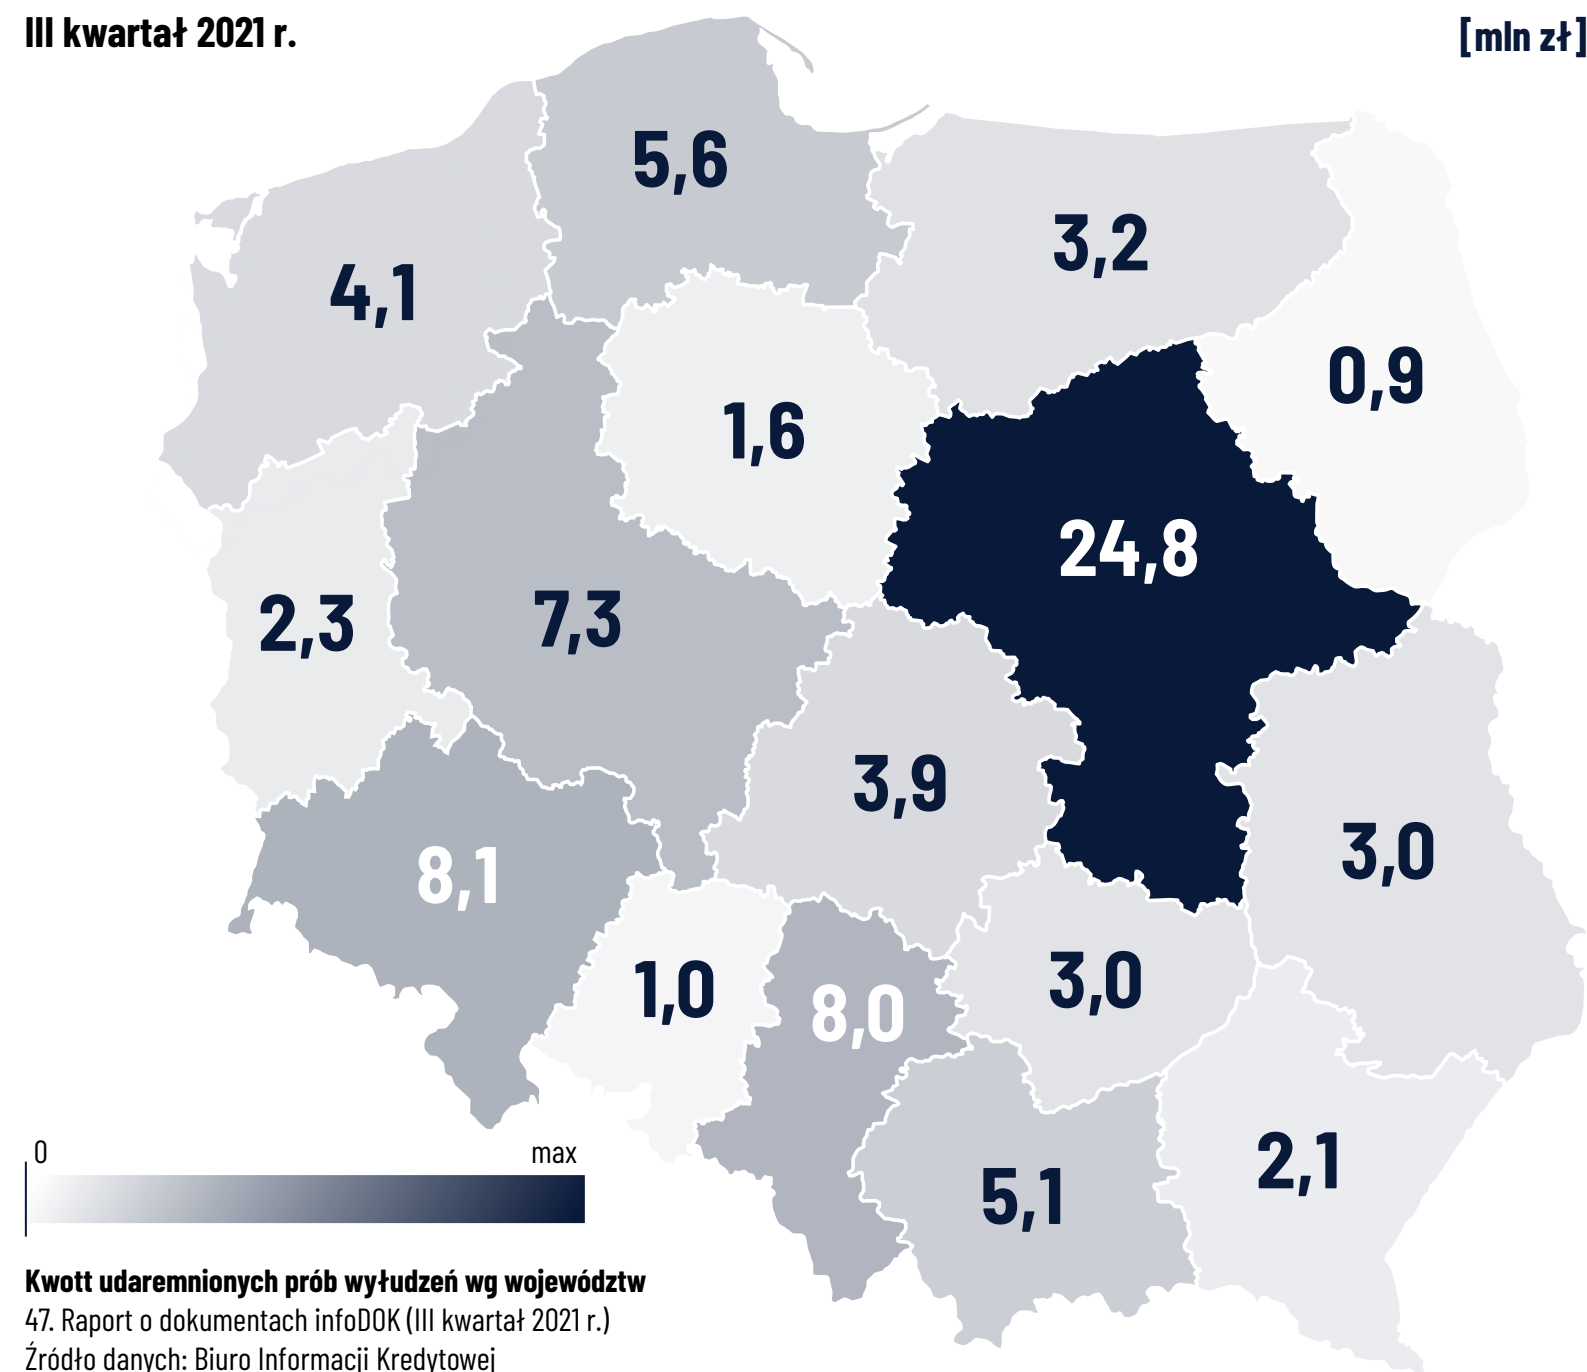 III kwartał 2021 r.
[mln zł]
5,6
3,2
4,1
0,9
1,6
24,8
2,3
7,3
3,9
3,0
8,1
3,0
1,0
8,0
2,1
5,1
0 max
Kwott udaremnionych prób wyłudzeń wg województw
47. Raport o dokumentach infoDOK (III kwartał 2021 r.)
Źródło danych: Biuro Informacji Kredytowej